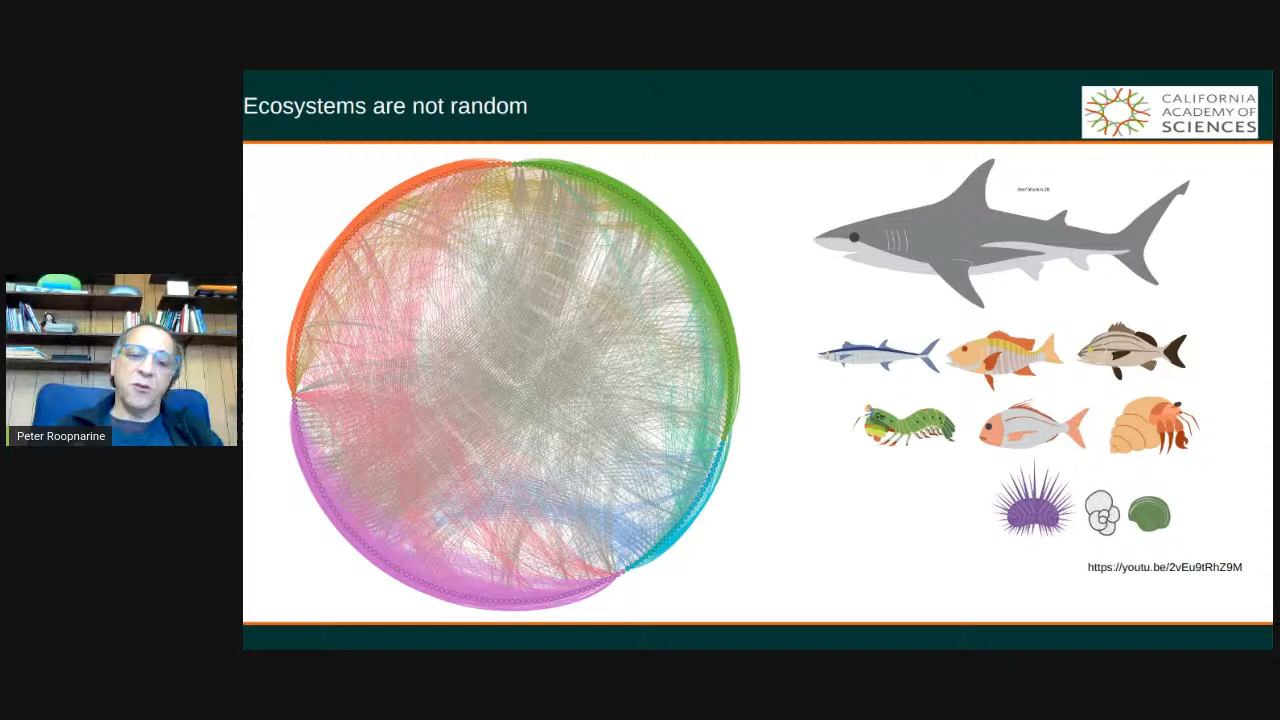 Ecosystems are not random
CALIFORNIA
ACADEMY OF
SCIENCES
Peter Roopnarine
https://youtu.be/2vEu9tRhZ9M